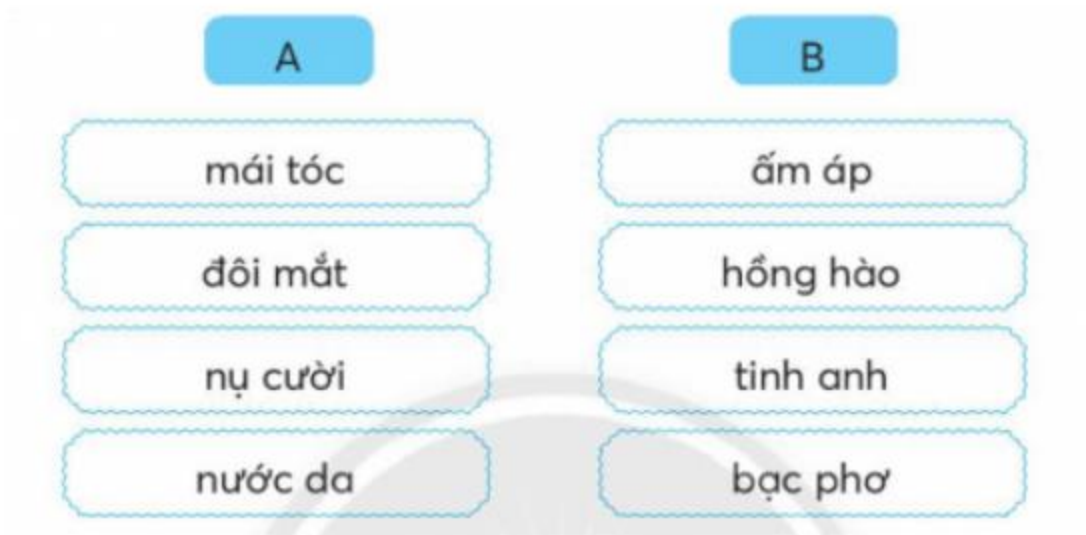 A
B
mái tóc
ấm áp
đôi mắt
hồng hào
nụ cười
tinh anh
nước da
bạc phơ